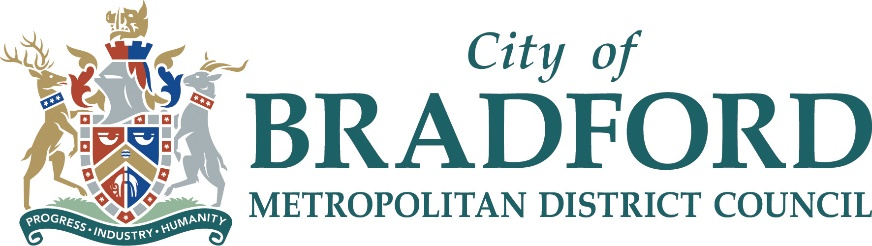 City of
BRADFORD
METROPOLITAN DISTRICT COUNCIL
PROGRESS · INDUSTRY · HUMANITY